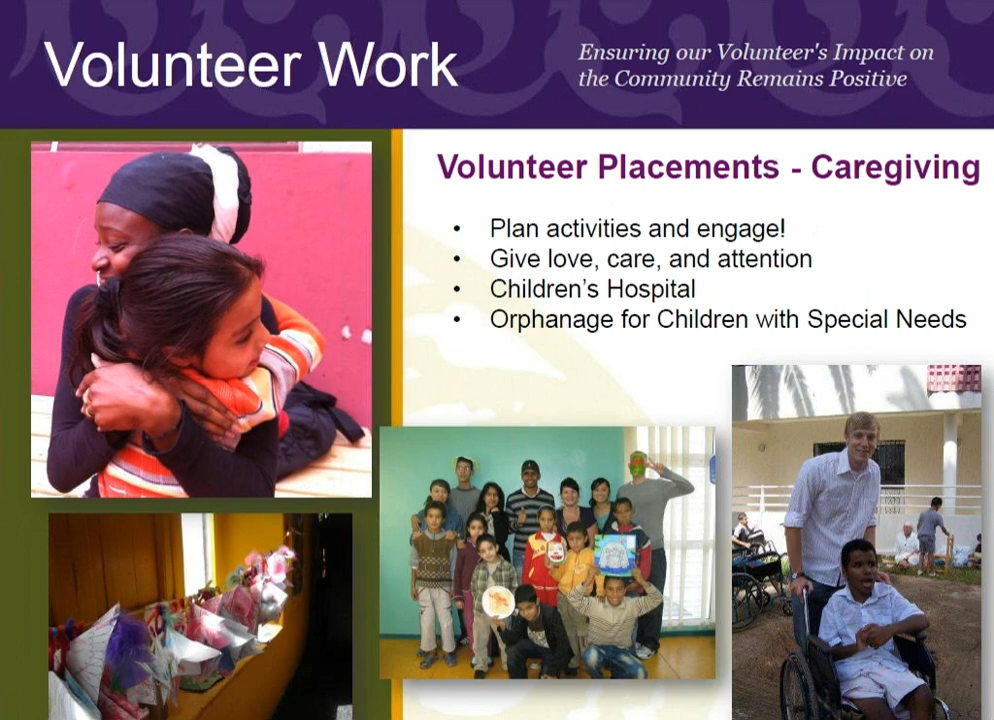 Volunteer Work
Ensuring our Volunteer's Impact on
the Community Remains Positive
Volunteer Placements - Caregiving
• Plan activities and engage!
• Give love, care, and attention
• Children's Hospital
• Orphanage for Children with Special Needs